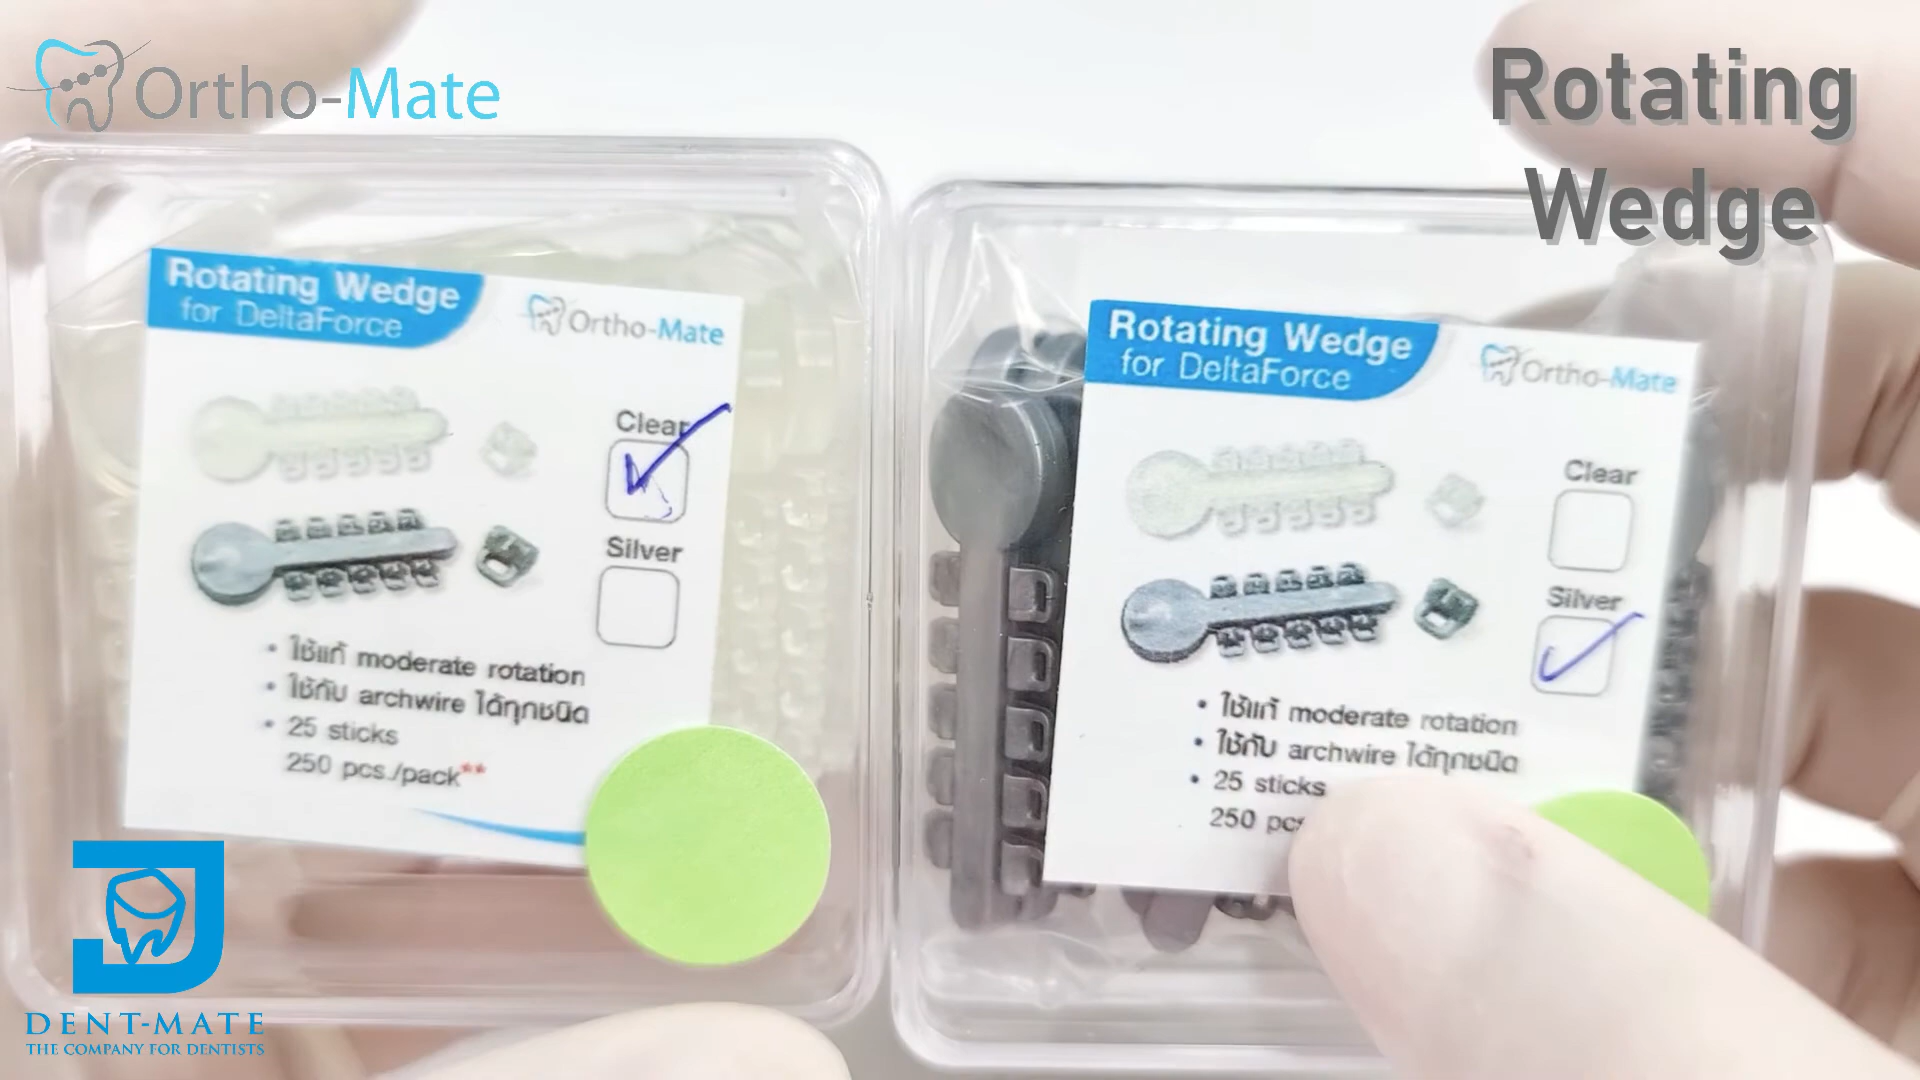 Ortho-Mate
Rotating
Wedge
Rotating Wedge
for DeltaForce
Ortho-Mate
Clear
Silver
• ใช้แก้ moderate rotation
• ใช้กับ archwire ได้ทุกชนิด
• 25 sticks
250 pcs./pack**
Rotating Wedge
for DeltaForce
Ortho-Mate
Clear
Silver
• ใช้แก้ moderate rotation
• ใช้กับ archwire ได้ทุกชนิด
• 25 sticks
250 pcs
DENT-MATE
THE COMPANY FOR DENTISTS